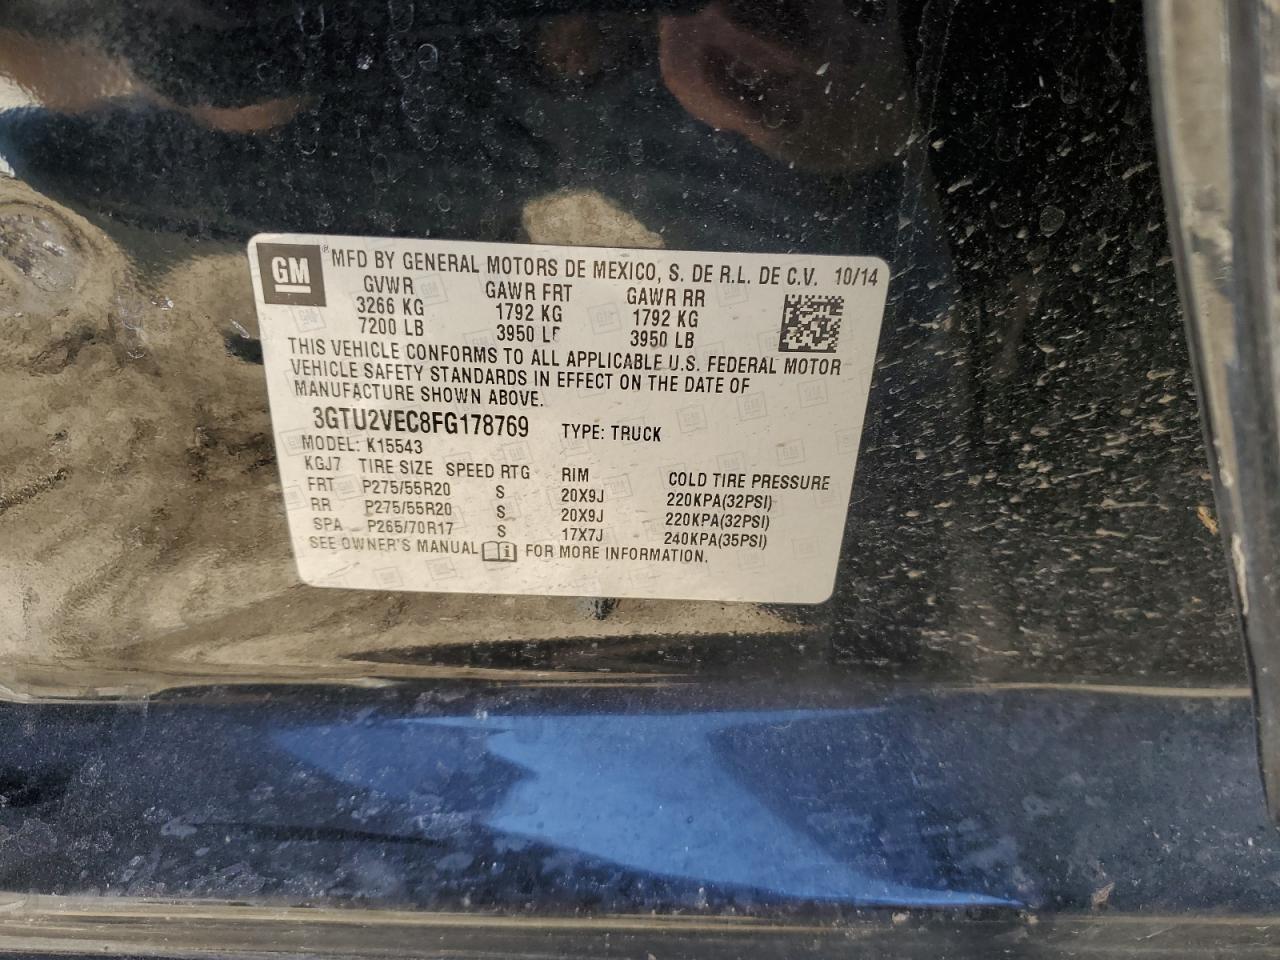 GM ® MFD BY GENERAL MOTORS DE MEXICO, S. DE R.L. DE C.V. 10/14
GVWR GAWR FRT GAWR RR
3266 KG 1792 KG 1792 KG
7200 LB 3950 LB 3950 LB
THIS VEHICLE CONFORMS TO ALL APPLICABLE U.S. FEDERAL MOTOR
VEHICLE SAFETY STANDARDS IN EFFECT ON THE DATE OF
MANUFACTURE SHOWN ABOVE.
3GTU2VEC8FG178769 TYPE: TRUCK
MODEL: K15543
KGJ7 TIRE SIZE SPEED RTG RIM COLD TIRE PRESSURE
FRT P275/55R20 S 20X9J 220KPA(32PSI)
RR P275/55R20 S 20X9J 220KPA(32PSI)
SPA P265/70R17 S 17X7J 240KPA(35PSI)
SEE OWNER'S MANUAL FOR MORE INFORMATION.